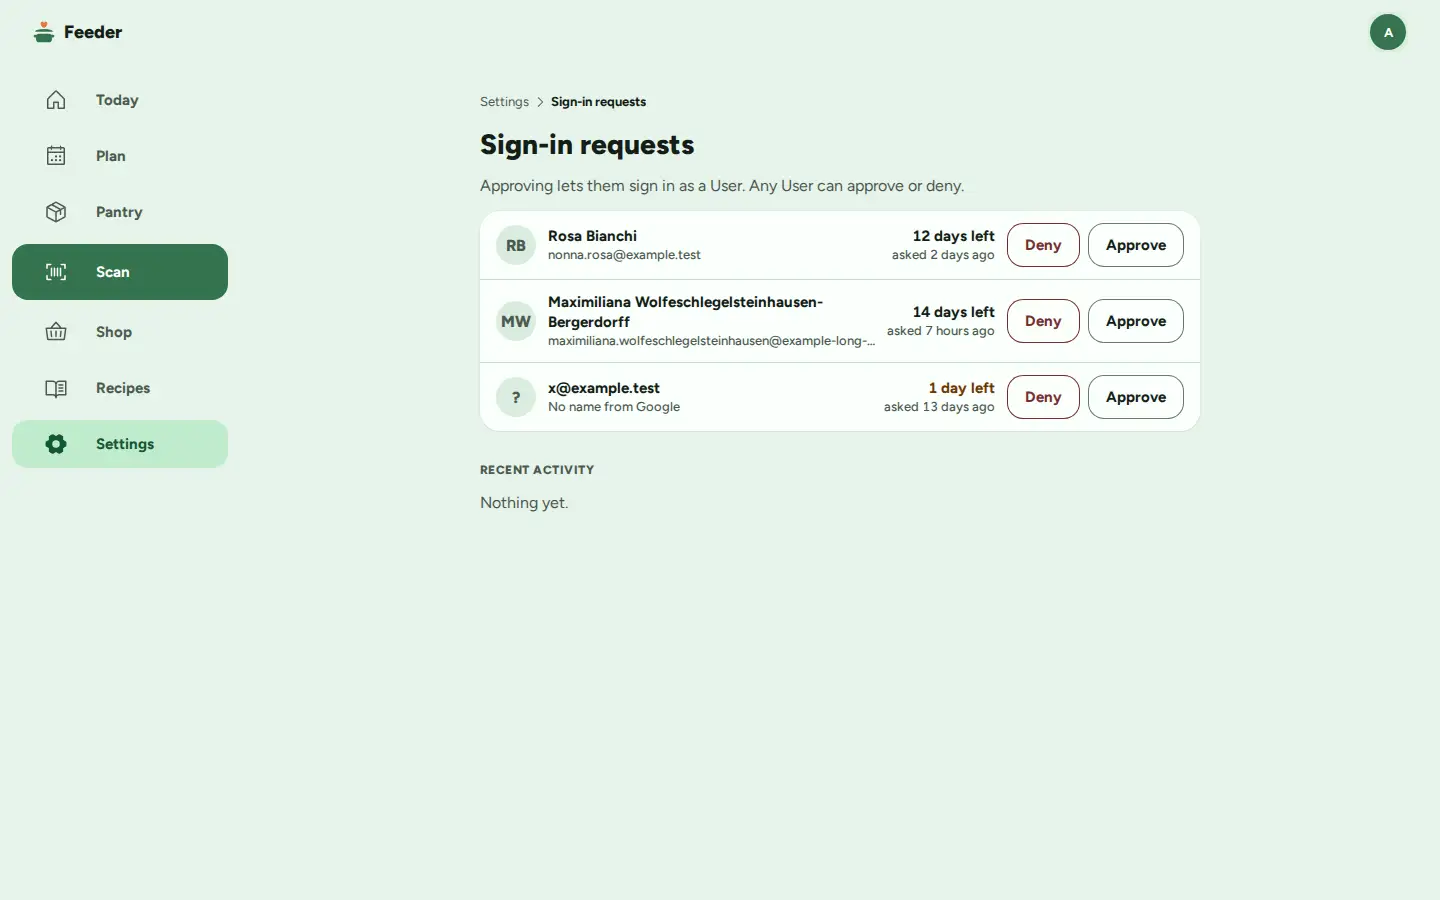 Feeder
A
Today
Plan
Pantry
Scan
Shop
Recipes
Settings
Settings > Sign-in requests
Sign-in requests
Approving lets them sign in as a User. Any User can approve or deny.
RB
Rosa Bianchi
nonna.rosa@example.test
12 days left
asked 2 days ago
Deny
Approve
MW
Maximiliana Wolfeschlegelsteinhausen-
Bergerdorff
maximiliana.wolfeschlegelsteinhausen@example-long-...
14 days left
asked 7 hours ago
Deny
Approve
?
x@example.test
No name from Google
1 day left
asked 13 days ago
Deny
Approve
RECENT ACTIVITY
Nothing yet.